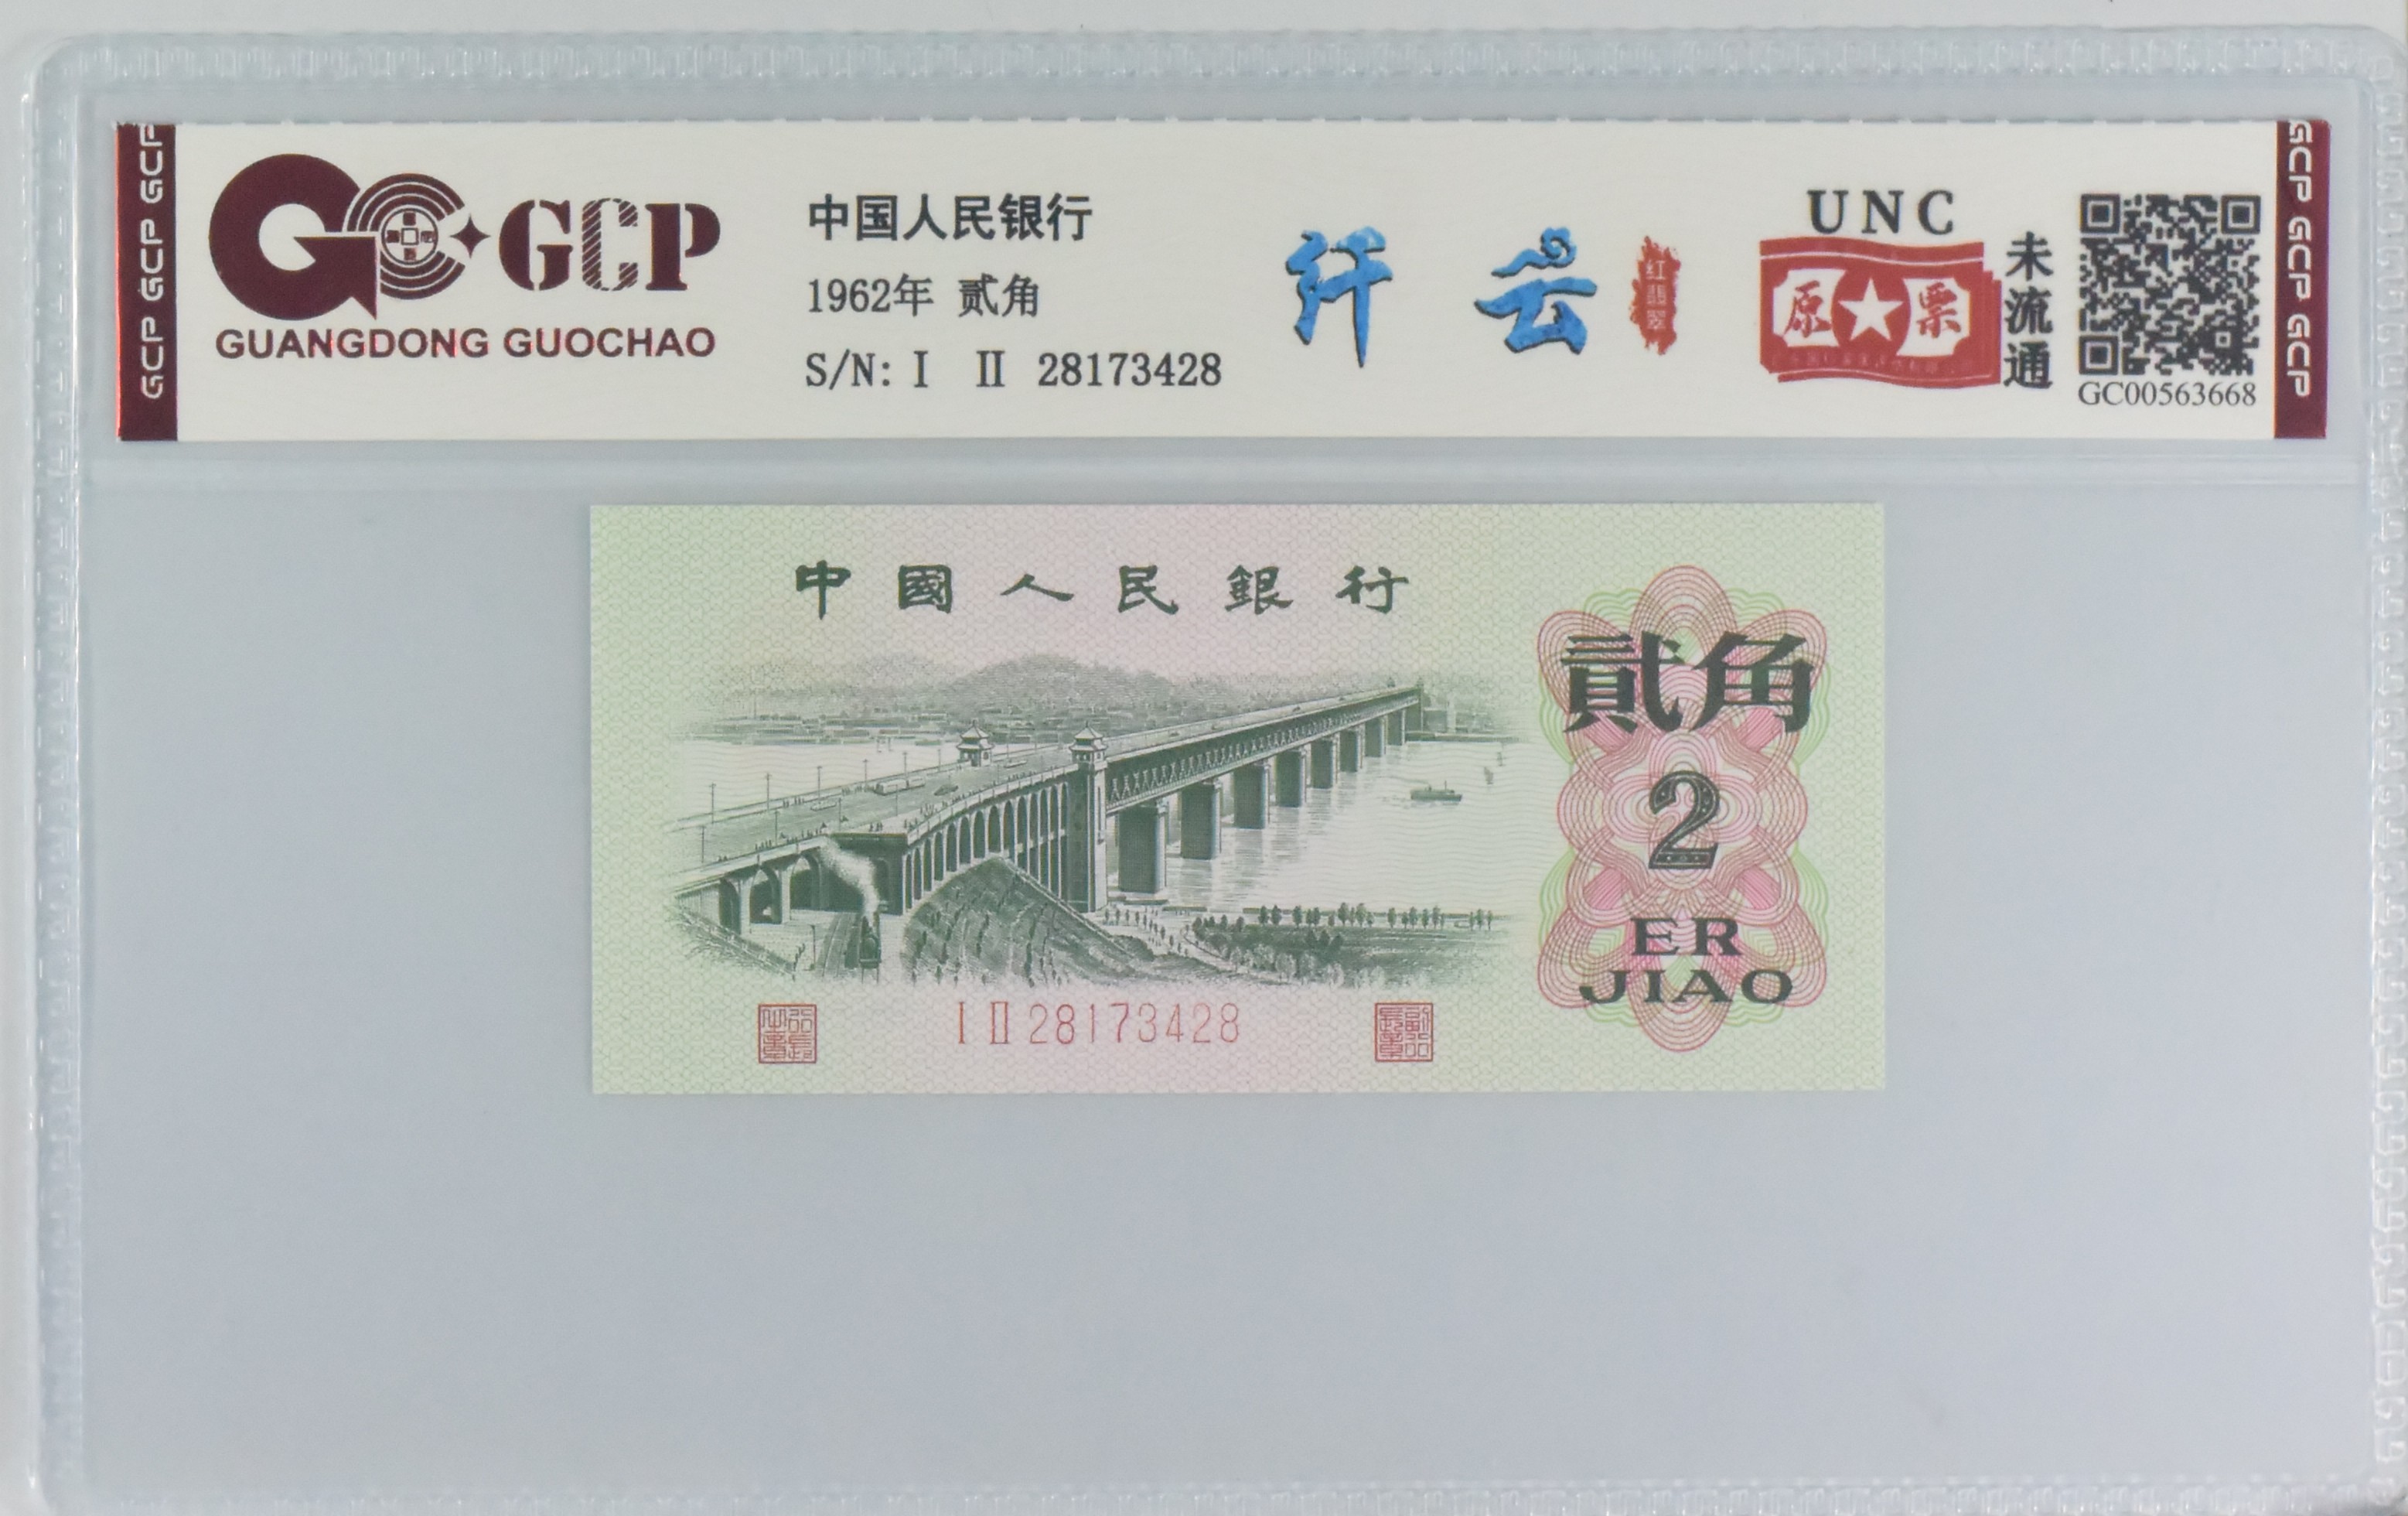 GCP GCP GCP
GCP
GUANGDONG GUOCHAO
中国人民银行
1962年 贰角
S/N: I II 28173428
纤云
红翡翠
UNC
原票
未流通
GC00563668
GCP GCP GCP
中國人民銀行
貳角
2
ER
JIAO
I II 28173428